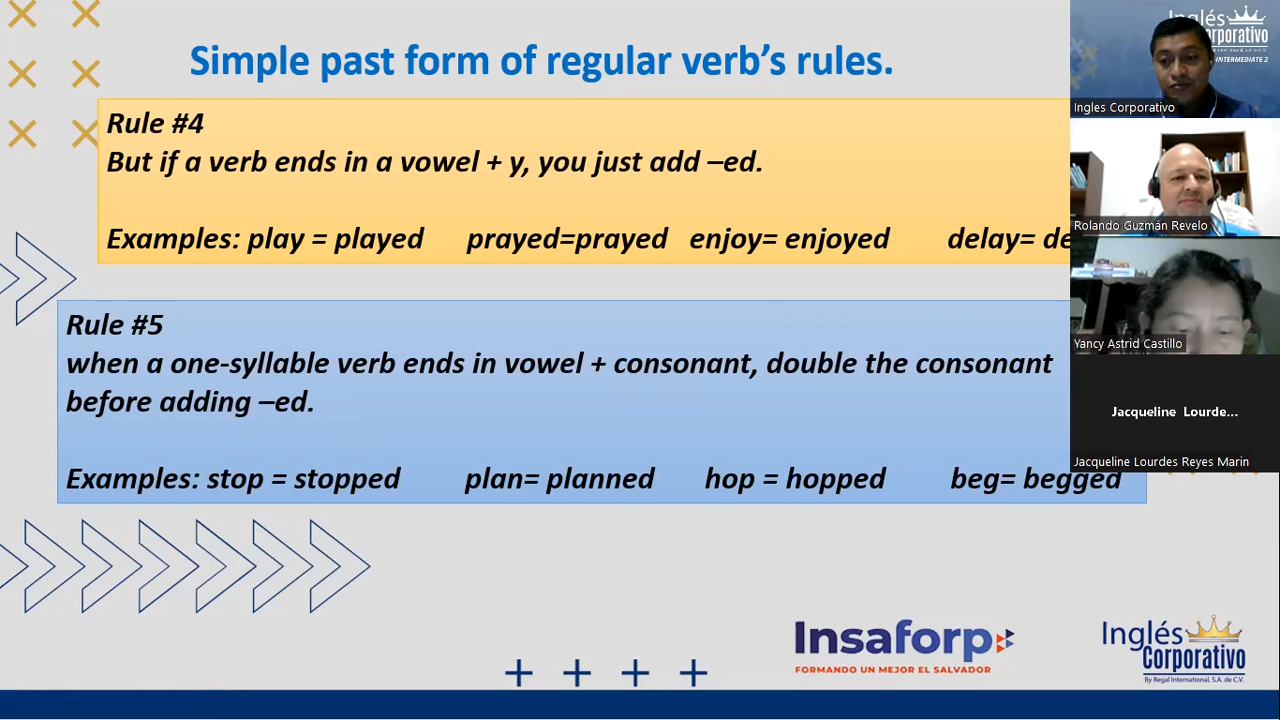 Simple past form of regular verb's rules.
Rule #4
But if a verb ends in a vowel + y, you just add –ed.
Examples: play = played prayed=prayed enjoy= enjoyed delay= de
Rule #5
when a one-syllable verb ends in vowel + consonant, double the consonant
before adding –ed.
Examples: stop = stopped plan= planned hop = hopped beg= begged
Inglés
Corporativo
INTERMEDIATE 2
Ingles Corporativo
Rolando Guzmán Revelo
Yancy Astrid Castillo
Jacqueline Lourde...
Jacqueline Lourdes Reyes Marin
Insaforp
FORMANDO UN MEJOR EL SALVADOR
Inglés
Corporativo
By Regal International, S.A. de C.V.